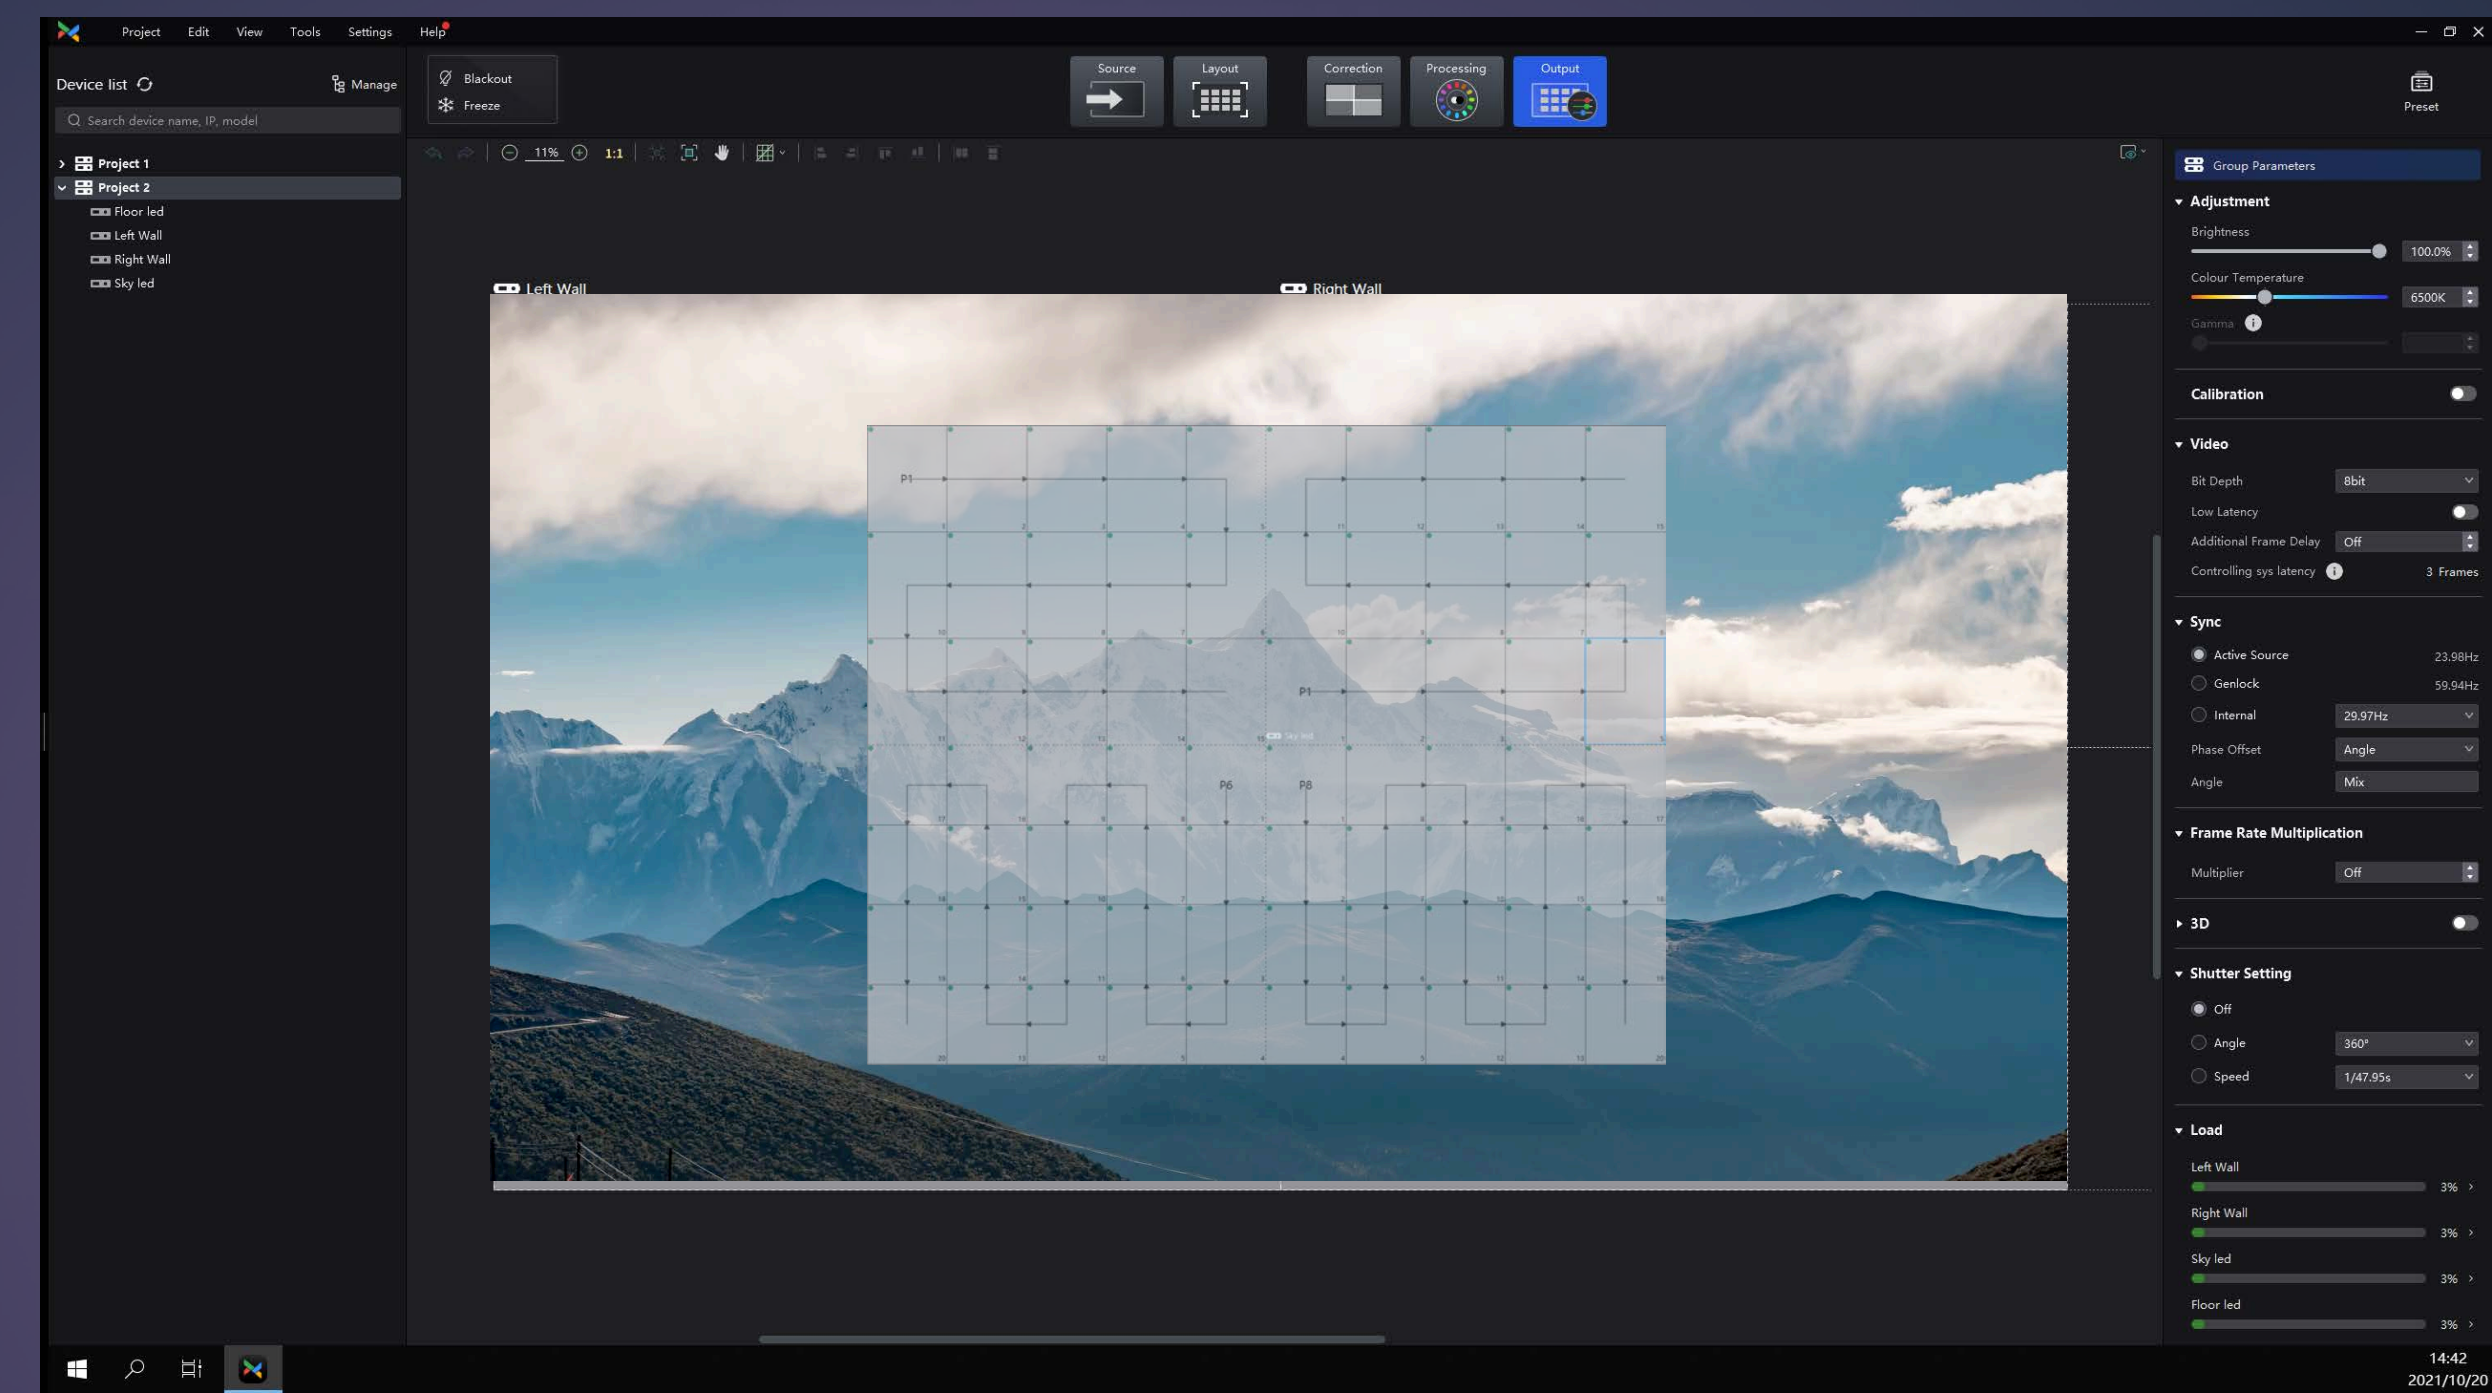 Project Edit View Tools Settings Help
Device list
Manage
Search device name, IP, model
Project 1
Project 2
Floor led
Left Wall
Right Wall
Sky led
Blackout
Freeze
Source
Layout
Correction
Processing
Output
Preset
11%
1:1
Left Wall
Right Wall
P1
P1
Sky led
P6
P8
Group Parameters
Adjustment
Brightness
100.0%
Colour Temperature
6500K
Gamma
Calibration
Video
Bit Depth 8bit
Low Latency
Additional Frame Delay Off
Controlling sys latency 3 Frames
Sync
Active Source 23.98Hz
Genlock 59.94Hz
Internal 29.97Hz
Phase Offset Angle
Angle Mix
Frame Rate Multiplication
Multiplier Off
3D
Shutter Setting
Off
Angle 360°
Speed 1/47.95s
Load
Left Wall
3%
Right Wall
3%
Sky led
3%
Floor led
3%
14:42
2021/10/20